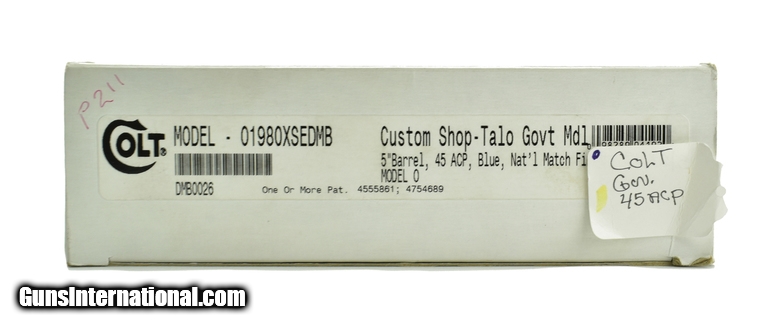 P211
COLT®
MODEL - 01980XSEDMB
DMB0026
Custom Shop-Talo Govt Mdl
5"Barrel, 45 ACP, Blue, Nat'l Match
MODEL O
One Or More Pat. 4555861; 4754689
COLT
Gov.
45 ACP
GunsInternational.com